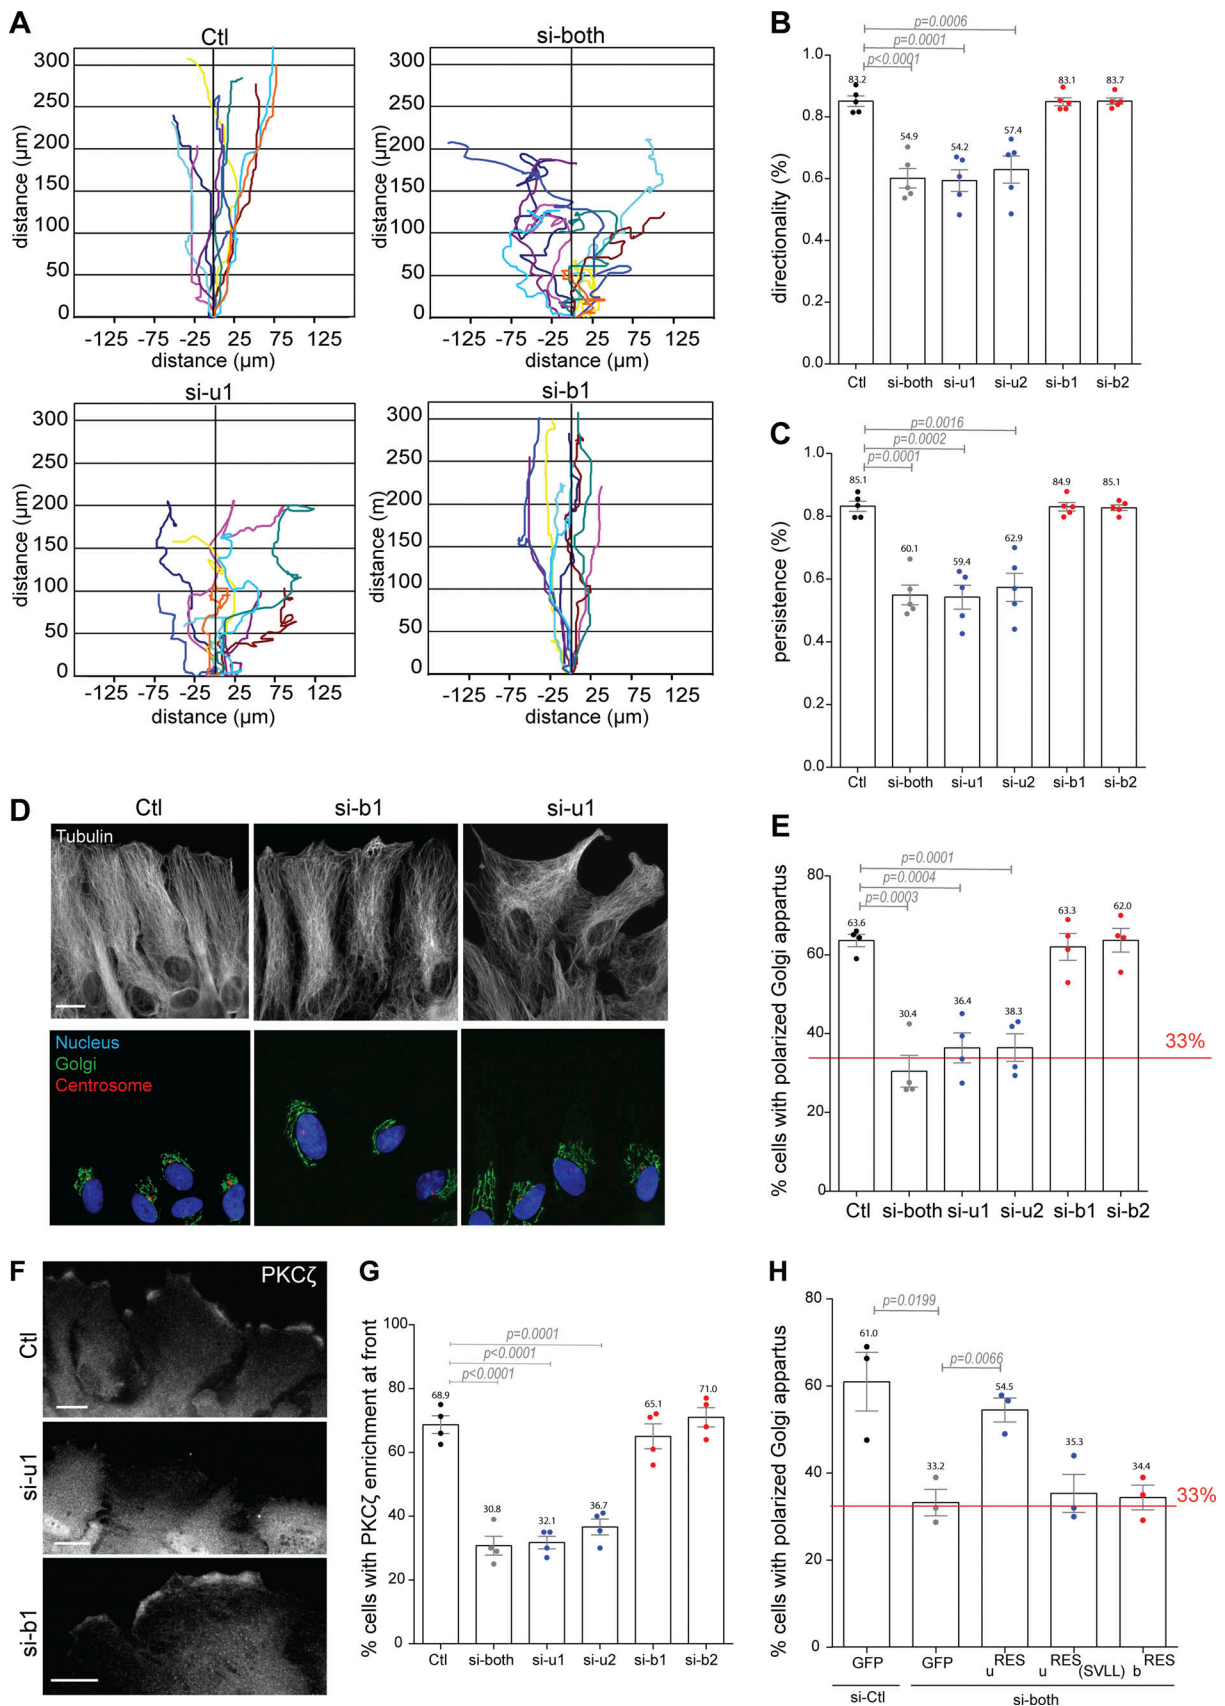 A
Ctl
300
250
200
150
100
50
0
distance (µm)
-125 -75 -25 25 75 125
distance (µm)
si-both
300
250
200
150
100
50
0
distance (µm)
-125 -75 -25 25 75 125
distance (µm)
si-u1
300
250
200
150
100
50
0
distance (µm)
-125 -75 -25 25 75 125
distance (µm)
si-b1
300
250
200
150
100
50
0
distance (m)
-125 -75 -25 25 75 125
distance (µm)
B
p=0.0006
p=0.0001
p<0.0001
1.0
0.8
0.6
0.4
0.2
0.0
directionality (%)
83.2 54.9 54.2 57.4 83.1 83.7
Ctl si-both si-u1 si-u2 si-b1 si-b2
C
p=0.0016
p=0.0002
p=0.0001
1.0
0.8
0.6
0.4
0.2
0.0
persistence (%)
85.1 60.1 59.4 62.9 84.9 85.1
Ctl si-both si-u1 si-u2 si-b1 si-b2
D
Ctl si-b1 si-u1
Tubulin
Nucleus
Golgi
Centrosome
E
p=0.0001
p=0.0004
p=0.0003
80
60
40
20
0
% cells with polarized Golgi appartus
63.6 30.4 36.4 38.3 63.3 62.0
33%
Ctl si-both si-u1 si-u2 si-b1 si-b2
F
PKCζ
Ctl
si-u1
si-b1
G
p=0.0001
p<0.0001
p<0.0001
100
80
60
40
20
0
% cells with PKCζ enrichment at front
68.9 30.8 32.1 36.7 65.1 71.0
Ctl si-both si-u1 si-u2 si-b1 si-b2
H
p=0.0199
p=0.0066
80
60
40
20
0
% cells with polarized Golgi appartus
61.0 33.2 54.5 35.3 34.4
33%
GFP GFP uRES uRES(SVLL) bRES
si-Ctl si-both